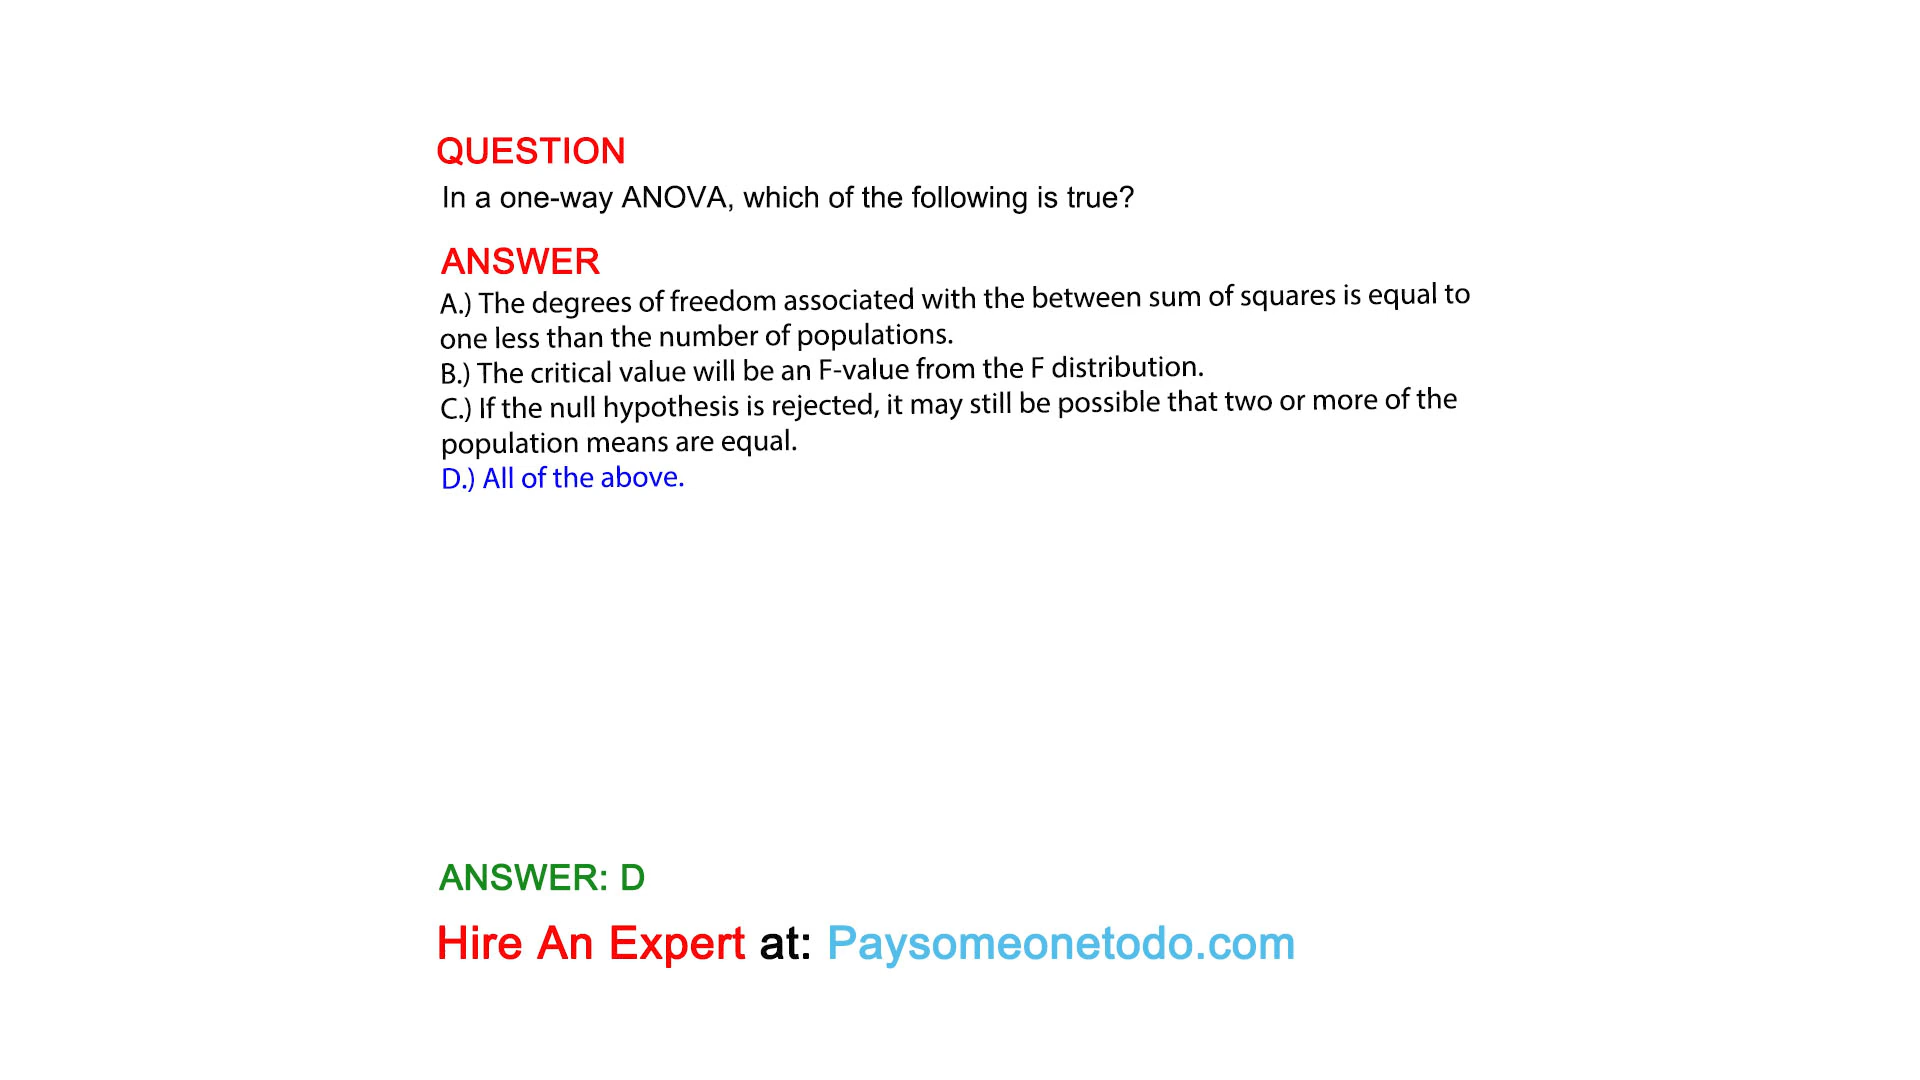 QUESTION
In a one-way ANOVA, which of the following is true?
ANSWER
A.) The degrees of freedom associated with the between sum of squares is equal to
one less than the number of populations.
B.) The critical value will be an F-value from the F distribution.
C.) If the null hypothesis is rejected, it may still be possible that two or more of the
population means are equal.
D.) All of the above.
ANSWER: D
Hire An Expert at: Paysomeonetodo.com